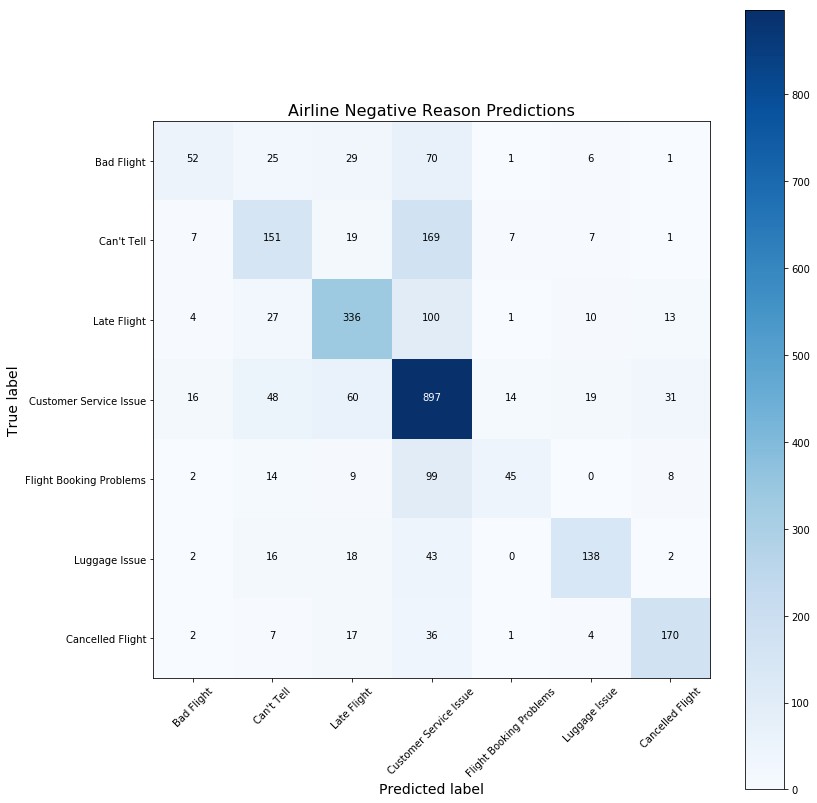 Airline Negative Reason Predictions
True label
Bad Flight 52 25 29 70 1 6 1
Can't Tell 7 151 19 169 7 7 1
Late Flight 4 27 336 100 1 10 13
Customer Service Issue 16 48 60 897 14 19 31
Flight Booking Problems 2 14 9 99 45 0 8
Luggage Issue 2 16 18 43 0 138 2
Cancelled Flight 2 7 17 36 1 4 170
Bad Flight
Can't Tell
Late Flight
Customer Service Issue
Flight Booking Problems
Luggage Issue
Cancelled Flight
Predicted label
800
700
600
500
400
300
200
100
0